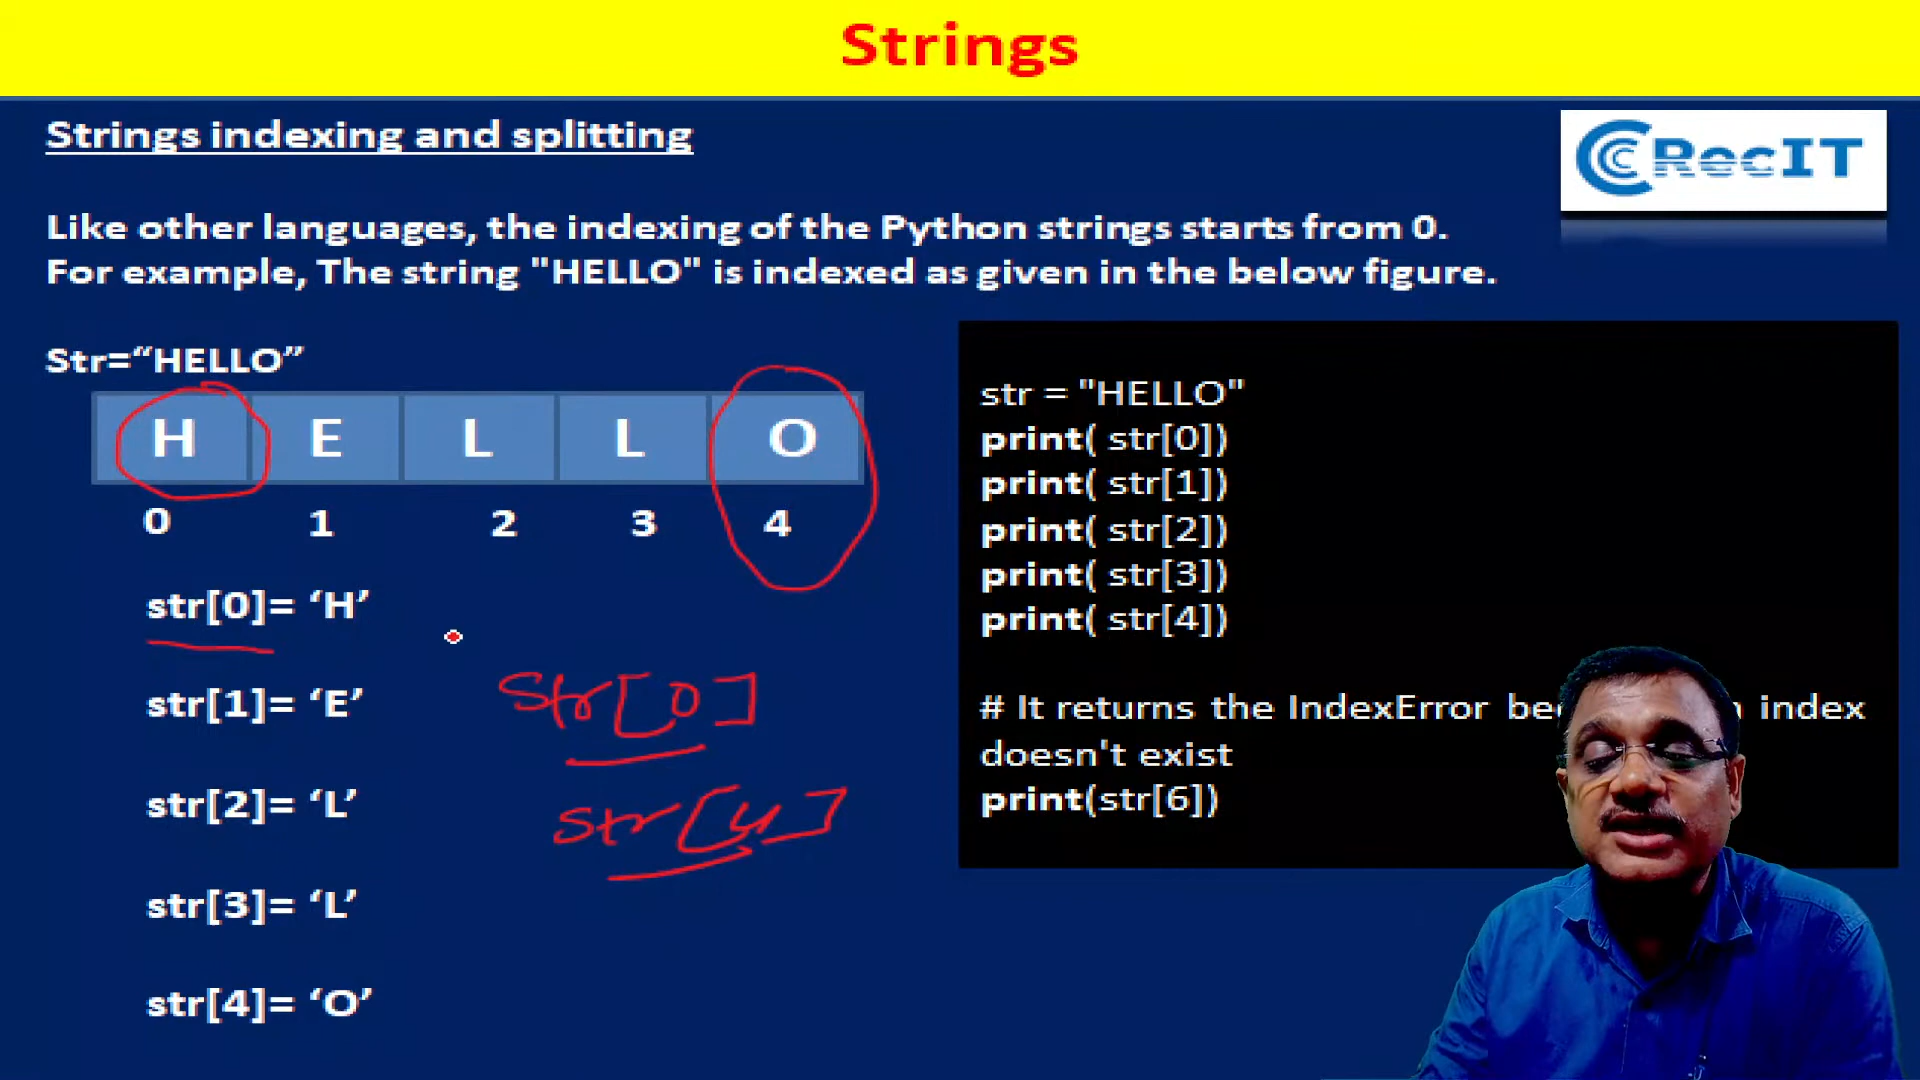 Strings
Strings indexing and splitting
RecIT
Like other languages, the indexing of the Python strings starts from 0.
For example, The string "HELLO" is indexed as given in the below figure.
Str=“HELLO”
H E L L O
0 1 2 3 4
str[0]= ‘H’
str[1]= ‘E’
str[2]= ‘L’
str[3]= ‘L’
str[4]= ‘O’
Str[0]
str[4]
str = "HELLO"
print( str[0])
print( str[1])
print( str[2])
print( str[3])
print( str[4])
# It returns the IndexError index
doesn't exist
print(str[6])